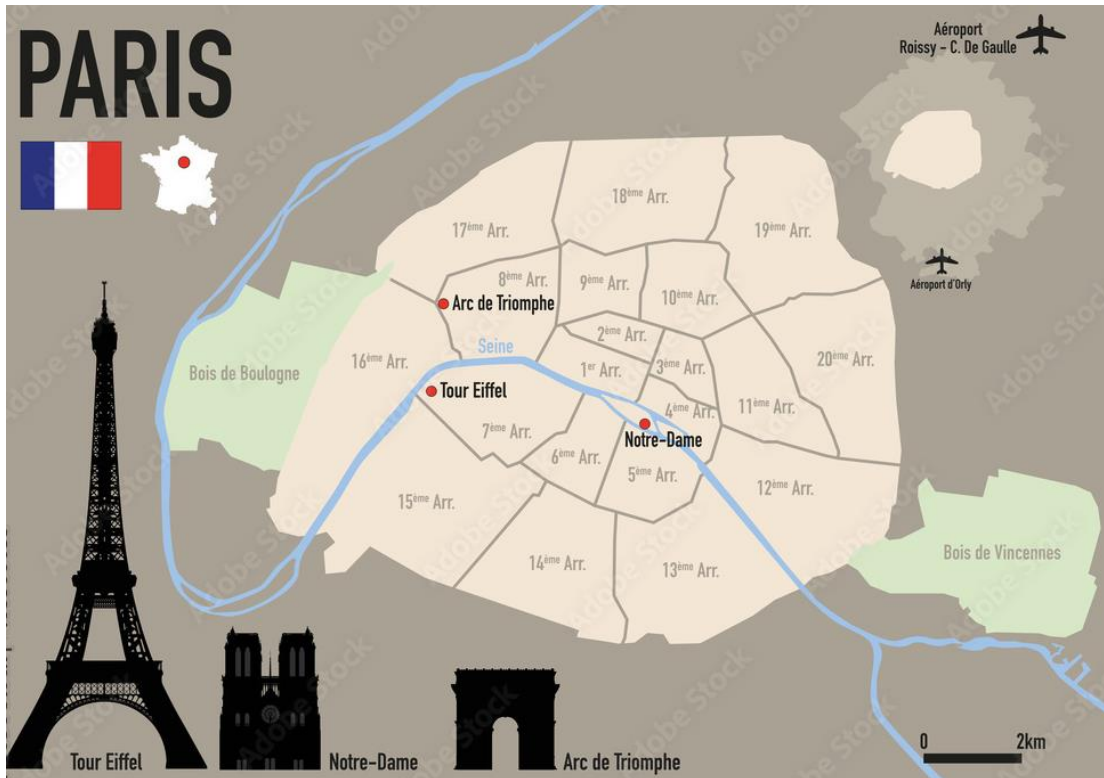 PARIS
Aéroport
Roissy - C. De Gaulle
Aéroport d'Orly
18ème Arr.
17ème Arr.
19ème Arr.
8ème Arr.
9ème Arr.
10ème Arr.
Arc de Triomphe
2ème Arr.
Seine
20ème Arr.
16ème Arr.
1er Arr.
3ème Arr.
Bois de Boulogne
Tour Eiffel
11ème Arr.
4ème Arr.
7ème Arr.
Notre-Dame
6ème Arr.
5ème Arr.
12ème Arr.
15ème Arr.
Bois de Vincennes
14ème Arr.
13ème Arr.
0 2km
Tour Eiffel
Notre-Dame
Arc de Triomphe
Adobe Stock